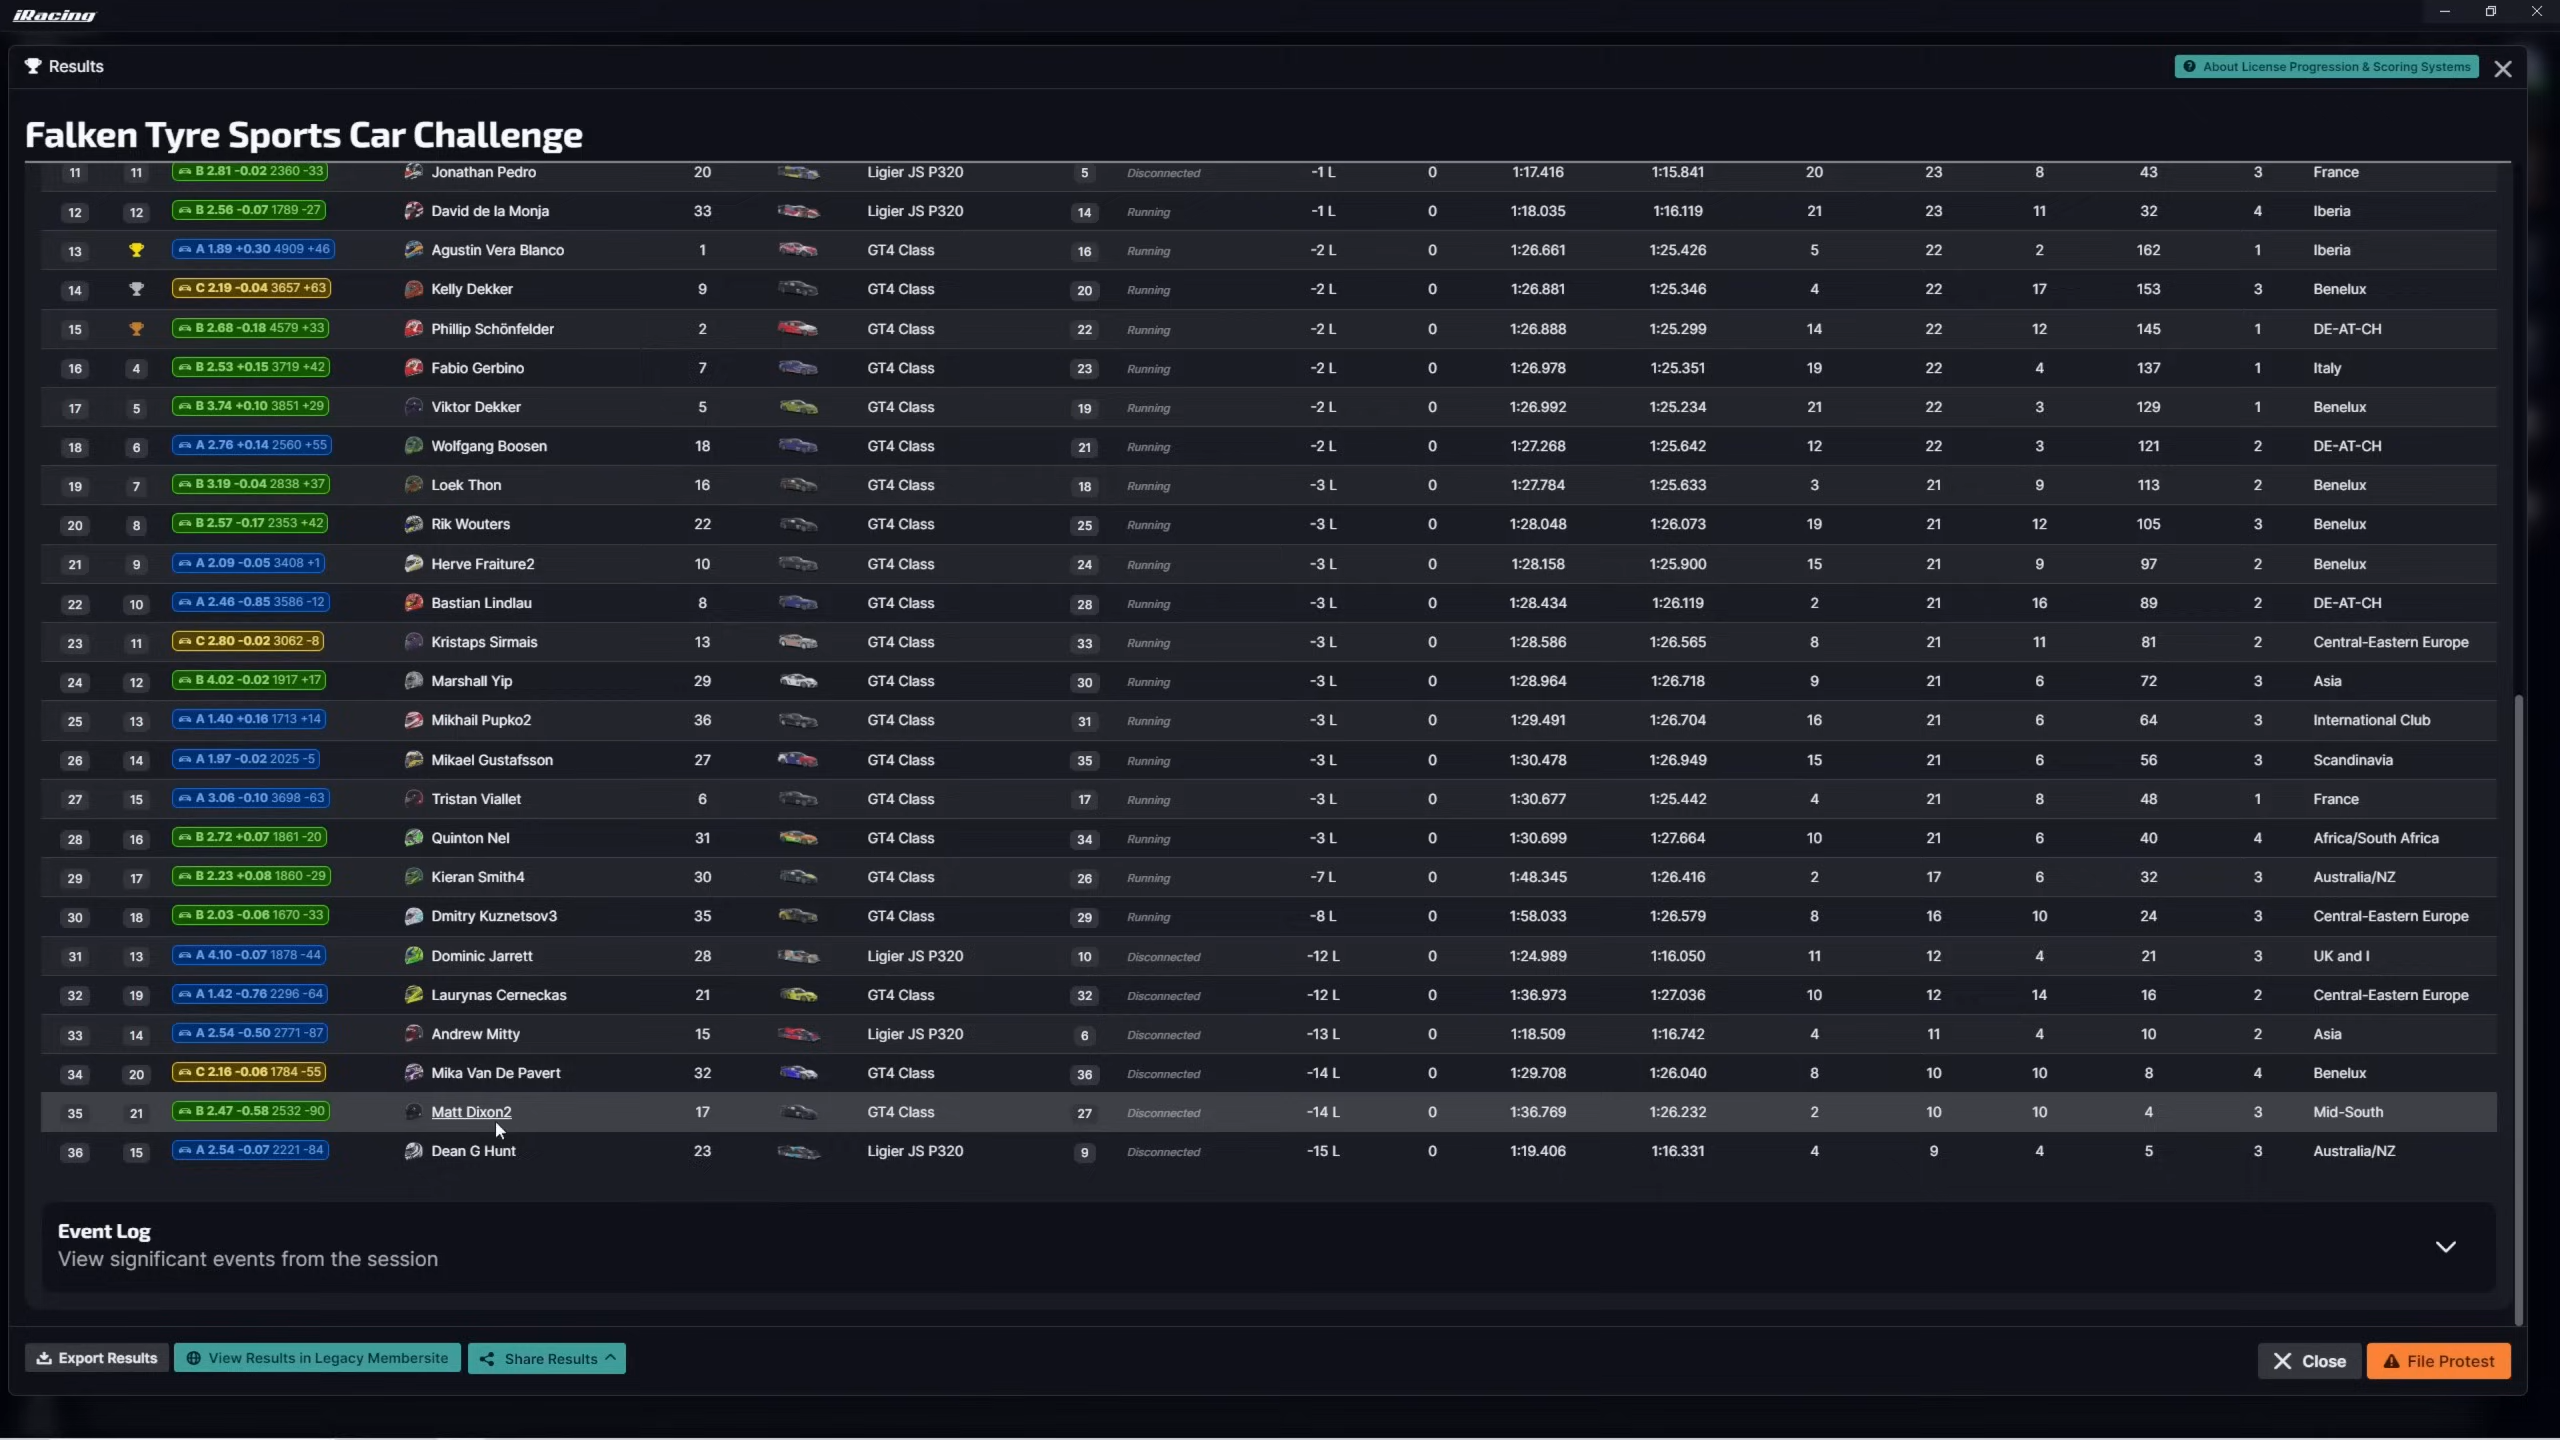 iRacing
Results
About License Progression & Scoring Systems
Falken Tyre Sports Car Challenge
11 11 B 2.81 -0.02 2360 -33 Jonathan Pedro 20 Ligier JS P320 5 Disconnected -1 L 0 1:17.416 1:15.841 20 23 8 43 3 France
12 12 B 2.56 -0.07 1789 -27 David de la Monja 33 Ligier JS P320 14 Running -1 L 0 1:18.035 1:16.119 21 23 11 32 4 Iberia
13 A 1.89 +0.30 4909 +46 Agustin Vera Blanco 1 GT4 Class 16 Running -2 L 0 1:26.661 1:25.426 5 22 2 162 1 Iberia
14 C 2.19 -0.04 3657 +63 Kelly Dekker 9 GT4 Class 20 Running -2 L 0 1:26.881 1:25.346 4 22 17 153 3 Benelux
15 B 2.68 -0.18 4579 +33 Phillip Schönfelder 2 GT4 Class 22 Running -2 L 0 1:26.888 1:25.299 14 22 12 145 1 DE-AT-CH
16 4 B 2.53 +0.15 3719 +42 Fabio Gerbino 7 GT4 Class 23 Running -2 L 0 1:26.978 1:25.351 19 22 4 137 1 Italy
17 5 B 3.74 +0.10 3851 +29 Viktor Dekker 5 GT4 Class 19 Running -2 L 0 1:26.992 1:25.234 21 22 3 129 1 Benelux
18 6 A 2.76 +0.14 2560 +55 Wolfgang Boosen 18 GT4 Class 21 Running -2 L 0 1:27.268 1:25.642 12 22 3 121 2 DE-AT-CH
19 7 B 3.19 -0.04 2838 +37 Loek Thon 16 GT4 Class 18 Running -3 L 0 1:27.784 1:25.633 3 21 9 113 2 Benelux
20 8 B 2.57 -0.17 2353 +42 Rik Wouters 22 GT4 Class 25 Running -3 L 0 1:28.048 1:26.073 19 21 12 105 3 Benelux
21 9 A 2.09 -0.05 3408 +1 Herve Fraiture2 10 GT4 Class 24 Running -3 L 0 1:28.158 1:25.900 15 21 9 97 2 Benelux
22 10 A 2.46 -0.85 3586 -12 Bastian Lindlau 8 GT4 Class 28 Running -3 L 0 1:28.434 1:26.119 2 21 16 89 2 DE-AT-CH
23 11 C 2.80 -0.02 3062 -8 Kristaps Sirmais 13 GT4 Class 33 Running -3 L 0 1:28.586 1:26.565 8 21 11 81 2 Central-Eastern Europe
24 12 B 4.02 -0.02 1917 +17 Marshall Yip 29 GT4 Class 30 Running -3 L 0 1:28.964 1:26.718 9 21 6 72 3 Asia
25 13 A 1.40 +0.16 1713 +14 Mikhail Pupko2 36 GT4 Class 31 Running -3 L 0 1:29.491 1:26.704 16 21 6 64 3 International Club
26 14 A 1.97 -0.02 2025 -5 Mikael Gustafsson 27 GT4 Class 35 Running -3 L 0 1:30.478 1:26.949 15 21 6 56 3 Scandinavia
27 15 A 3.06 -0.10 3698 -63 Tristan Viallet 6 GT4 Class 17 Running -3 L 0 1:30.677 1:25.442 4 21 8 48 1 France
28 16 B 2.72 +0.07 1861 -20 Quinton Nel 31 GT4 Class 34 Running -3 L 0 1:30.699 1:27.664 10 21 6 40 4 Africa/South Africa
29 17 B 2.23 +0.08 1860 -29 Kieran Smith4 30 GT4 Class 26 Running -7 L 0 1:48.345 1:26.416 2 17 6 32 3 Australia/NZ
30 18 B 2.03 -0.06 1670 -33 Dmitry Kuznetsov3 35 GT4 Class 29 Running -8 L 0 1:58.033 1:26.579 8 16 10 24 3 Central-Eastern Europe
31 13 A 4.10 -0.07 1878 -44 Dominic Jarrett 28 Ligier JS P320 10 Disconnected -12 L 0 1:24.989 1:16.050 11 12 4 21 3 UK and I
32 19 A 1.42 -0.76 2296 -64 Laurynas Cerneckas 21 GT4 Class 32 Disconnected -12 L 0 1:36.973 1:27.036 10 12 14 16 2 Central-Eastern Europe
33 14 A 2.54 -0.50 2771 -87 Andrew Mitty 15 Ligier JS P320 6 Disconnected -13 L 0 1:18.509 1:16.742 4 11 4 10 2 Asia
34 20 C 2.16 -0.06 1784 -55 Mika Van De Pavert 32 GT4 Class 36 Disconnected -14 L 0 1:29.708 1:26.040 8 10 10 8 4 Benelux
35 21 B 2.47 -0.58 2532 -90 Matt Dixon2 17 GT4 Class 27 Disconnected -14 L 0 1:36.769 1:26.232 2 10 10 4 3 Mid-South
36 15 A 2.54 -0.07 2221 -84 Dean G Hunt 23 Ligier JS P320 9 Disconnected -15 L 0 1:19.406 1:16.331 4 9 4 5 3 Australia/NZ
Event Log
View significant events from the session
Export Results View Results in Legacy Membersite Share Results Close File Protest